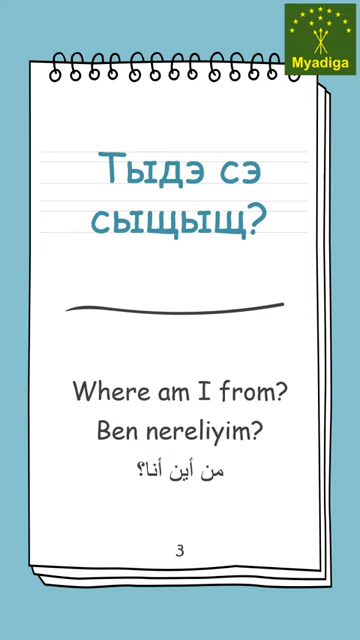 Myadiga
Тыдэ сэ
сыщыщ?
Where am I from?
Ben nereliyim?
من أين أنا؟
3